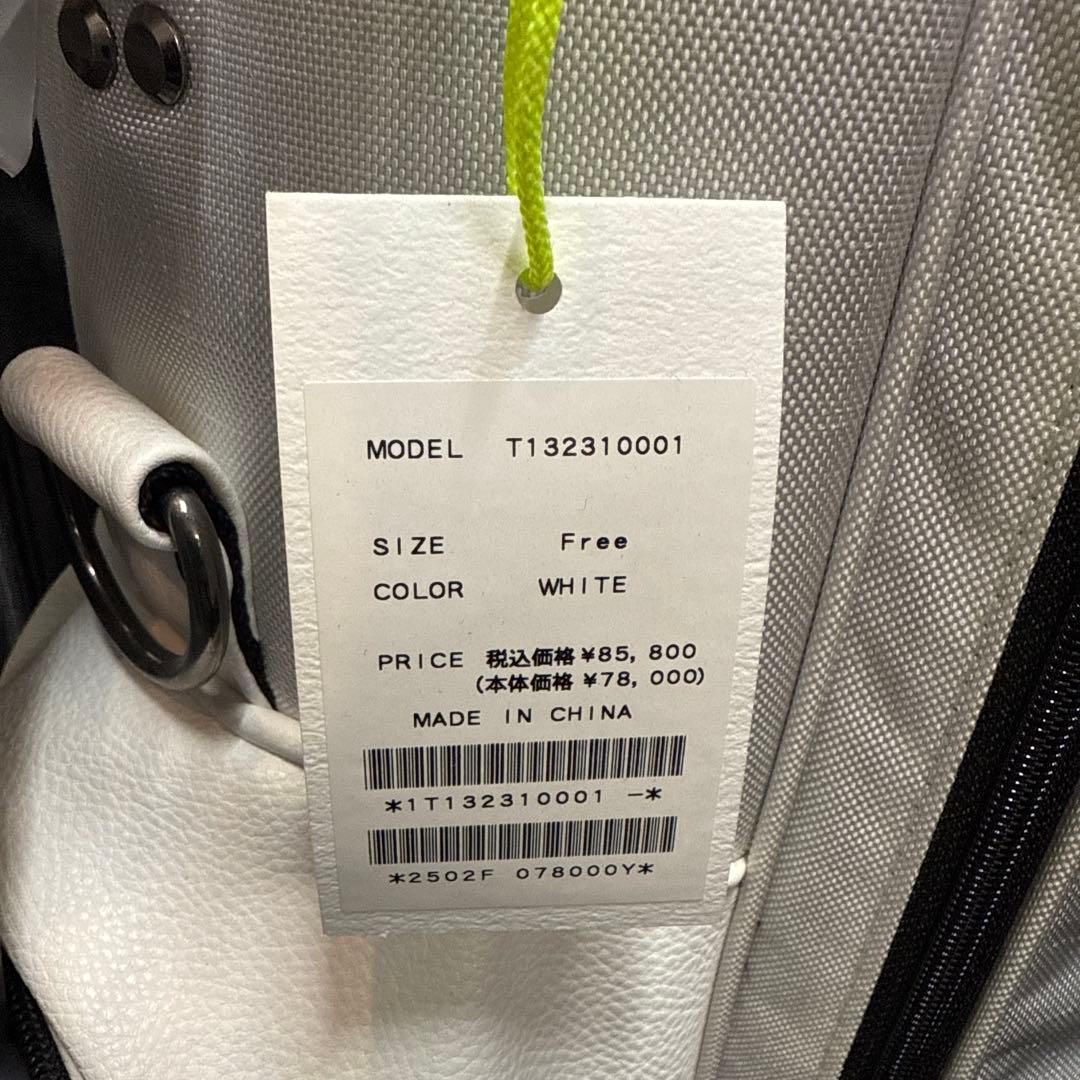 MODEL T132310001
SIZE Free
COLOR WHITE
PRICE 税込価格 ¥85, 800
(本体価格 ¥78, 000)
MADE IN CHINA
*1T132310001 -*
*2502F 078000Y*